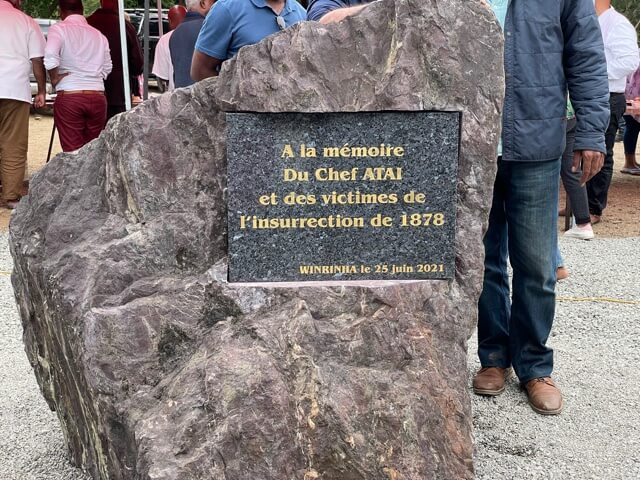 A la mémoire
Du Chef ATAI
et des victimes de
l'insurrection de 1878
WINRINHA le 25 juin 2021